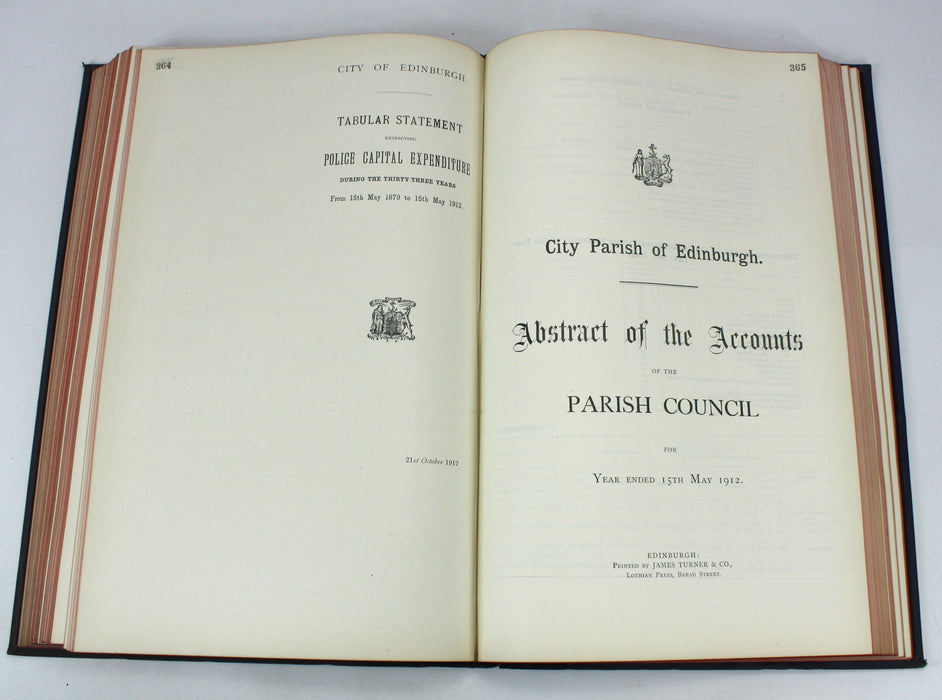 364
CITY OF EDINBURGH.
TABULAR STATEMENT
RESPECTING
POLICE CAPITAL EXPENDITURE
DURING THE THIRTY-THREE YEARS
From 15th May 1879 to 15th May 1912.
21st October 1912
365
City Parish of Edinburgh.
Abstract of the Accounts
OF THE
PARISH COUNCIL
FOR
YEAR ENDED 15TH MAY 1912.
EDINBURGH:
PRINTED BY JAMES TURNER & CO.,
LOTHIAN PRESS, BREAD STREET.